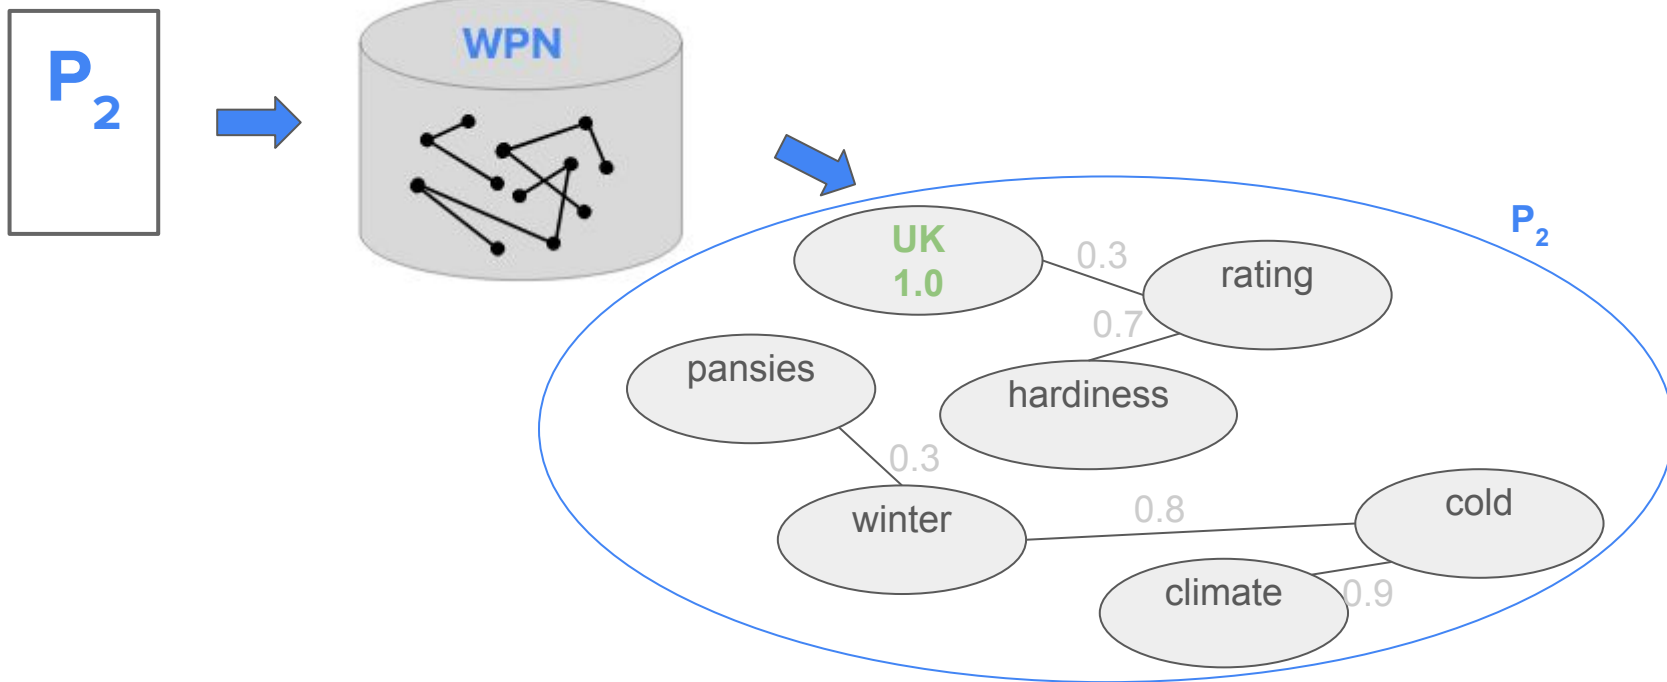 P2
WPN
P2
UK
1.0
0.3
rating
0.7
pansies
hardiness
0.3
winter
0.8
cold
climate
0.9